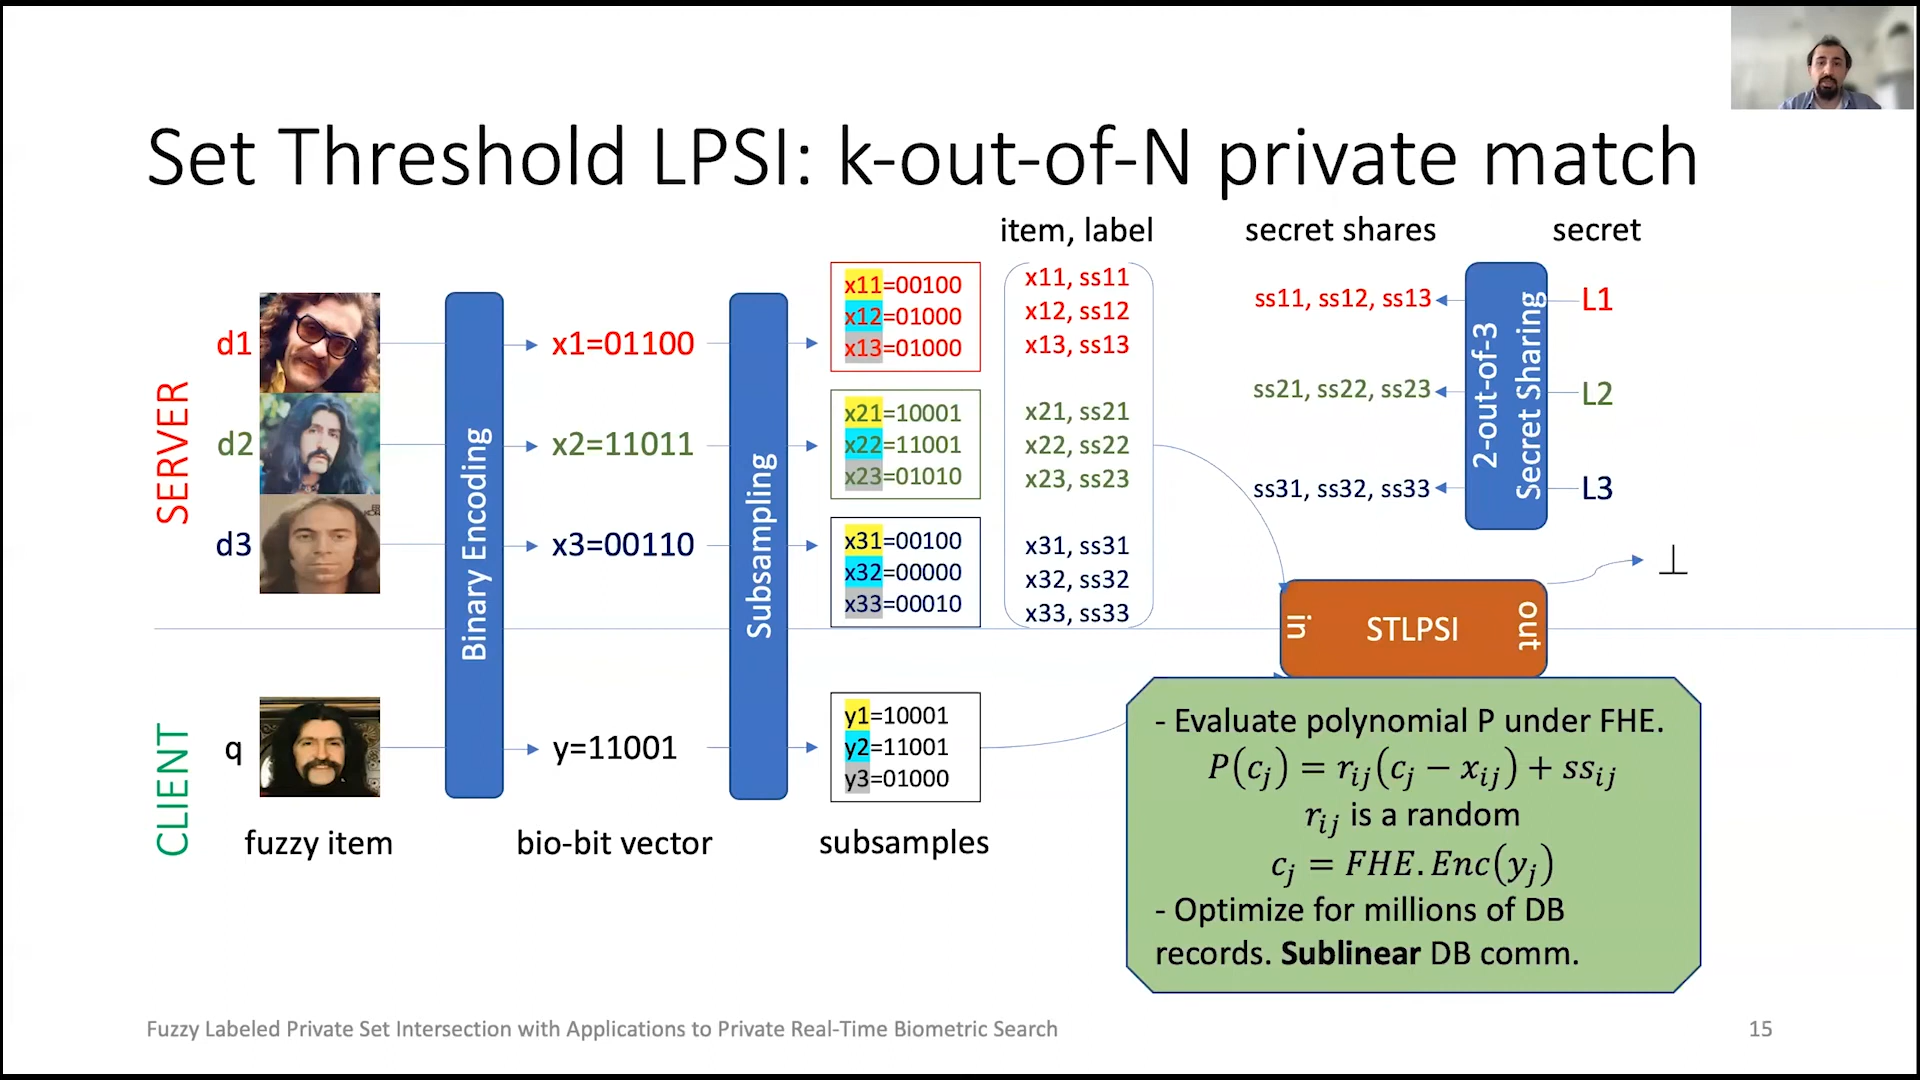 Set Threshold LPSI: k-out-of-N private match
item, label
secret shares
secret
SERVER
d1
d2
d3
Binary Encoding
x1=01100
x2=11011
x3=00110
Subsampling
x11=00100
x12=01000
x13=01000
x21=10001
x22=11001
x23=01010
x31=00100
x32=00000
x33=00010
x11, ss11
x12, ss12
x13, ss13
x21, ss21
x22, ss22
x23, ss23
x31, ss31
x32, ss32
x33, ss33
ss11, ss12, ss13
ss21, ss22, ss23
ss31, ss32, ss33
2-out-of-3
Secret Sharing
L1
L2
L3
⊥
in
STLPSI
out
CLIENT
q
y=11001
y1=10001
y2=11001
y3=01000
fuzzy item
bio-bit vector
subsamples
- Evaluate polynomial P under FHE.
P(c_j) = r_ij(c_j − x_ij) + ss_ij
r_ij is a random
c_j = FHE.Enc(y_j)
- Optimize for millions of DB
records. Sublinear DB comm.
Fuzzy Labeled Private Set Intersection with Applications to Private Real-Time Biometric Search
15